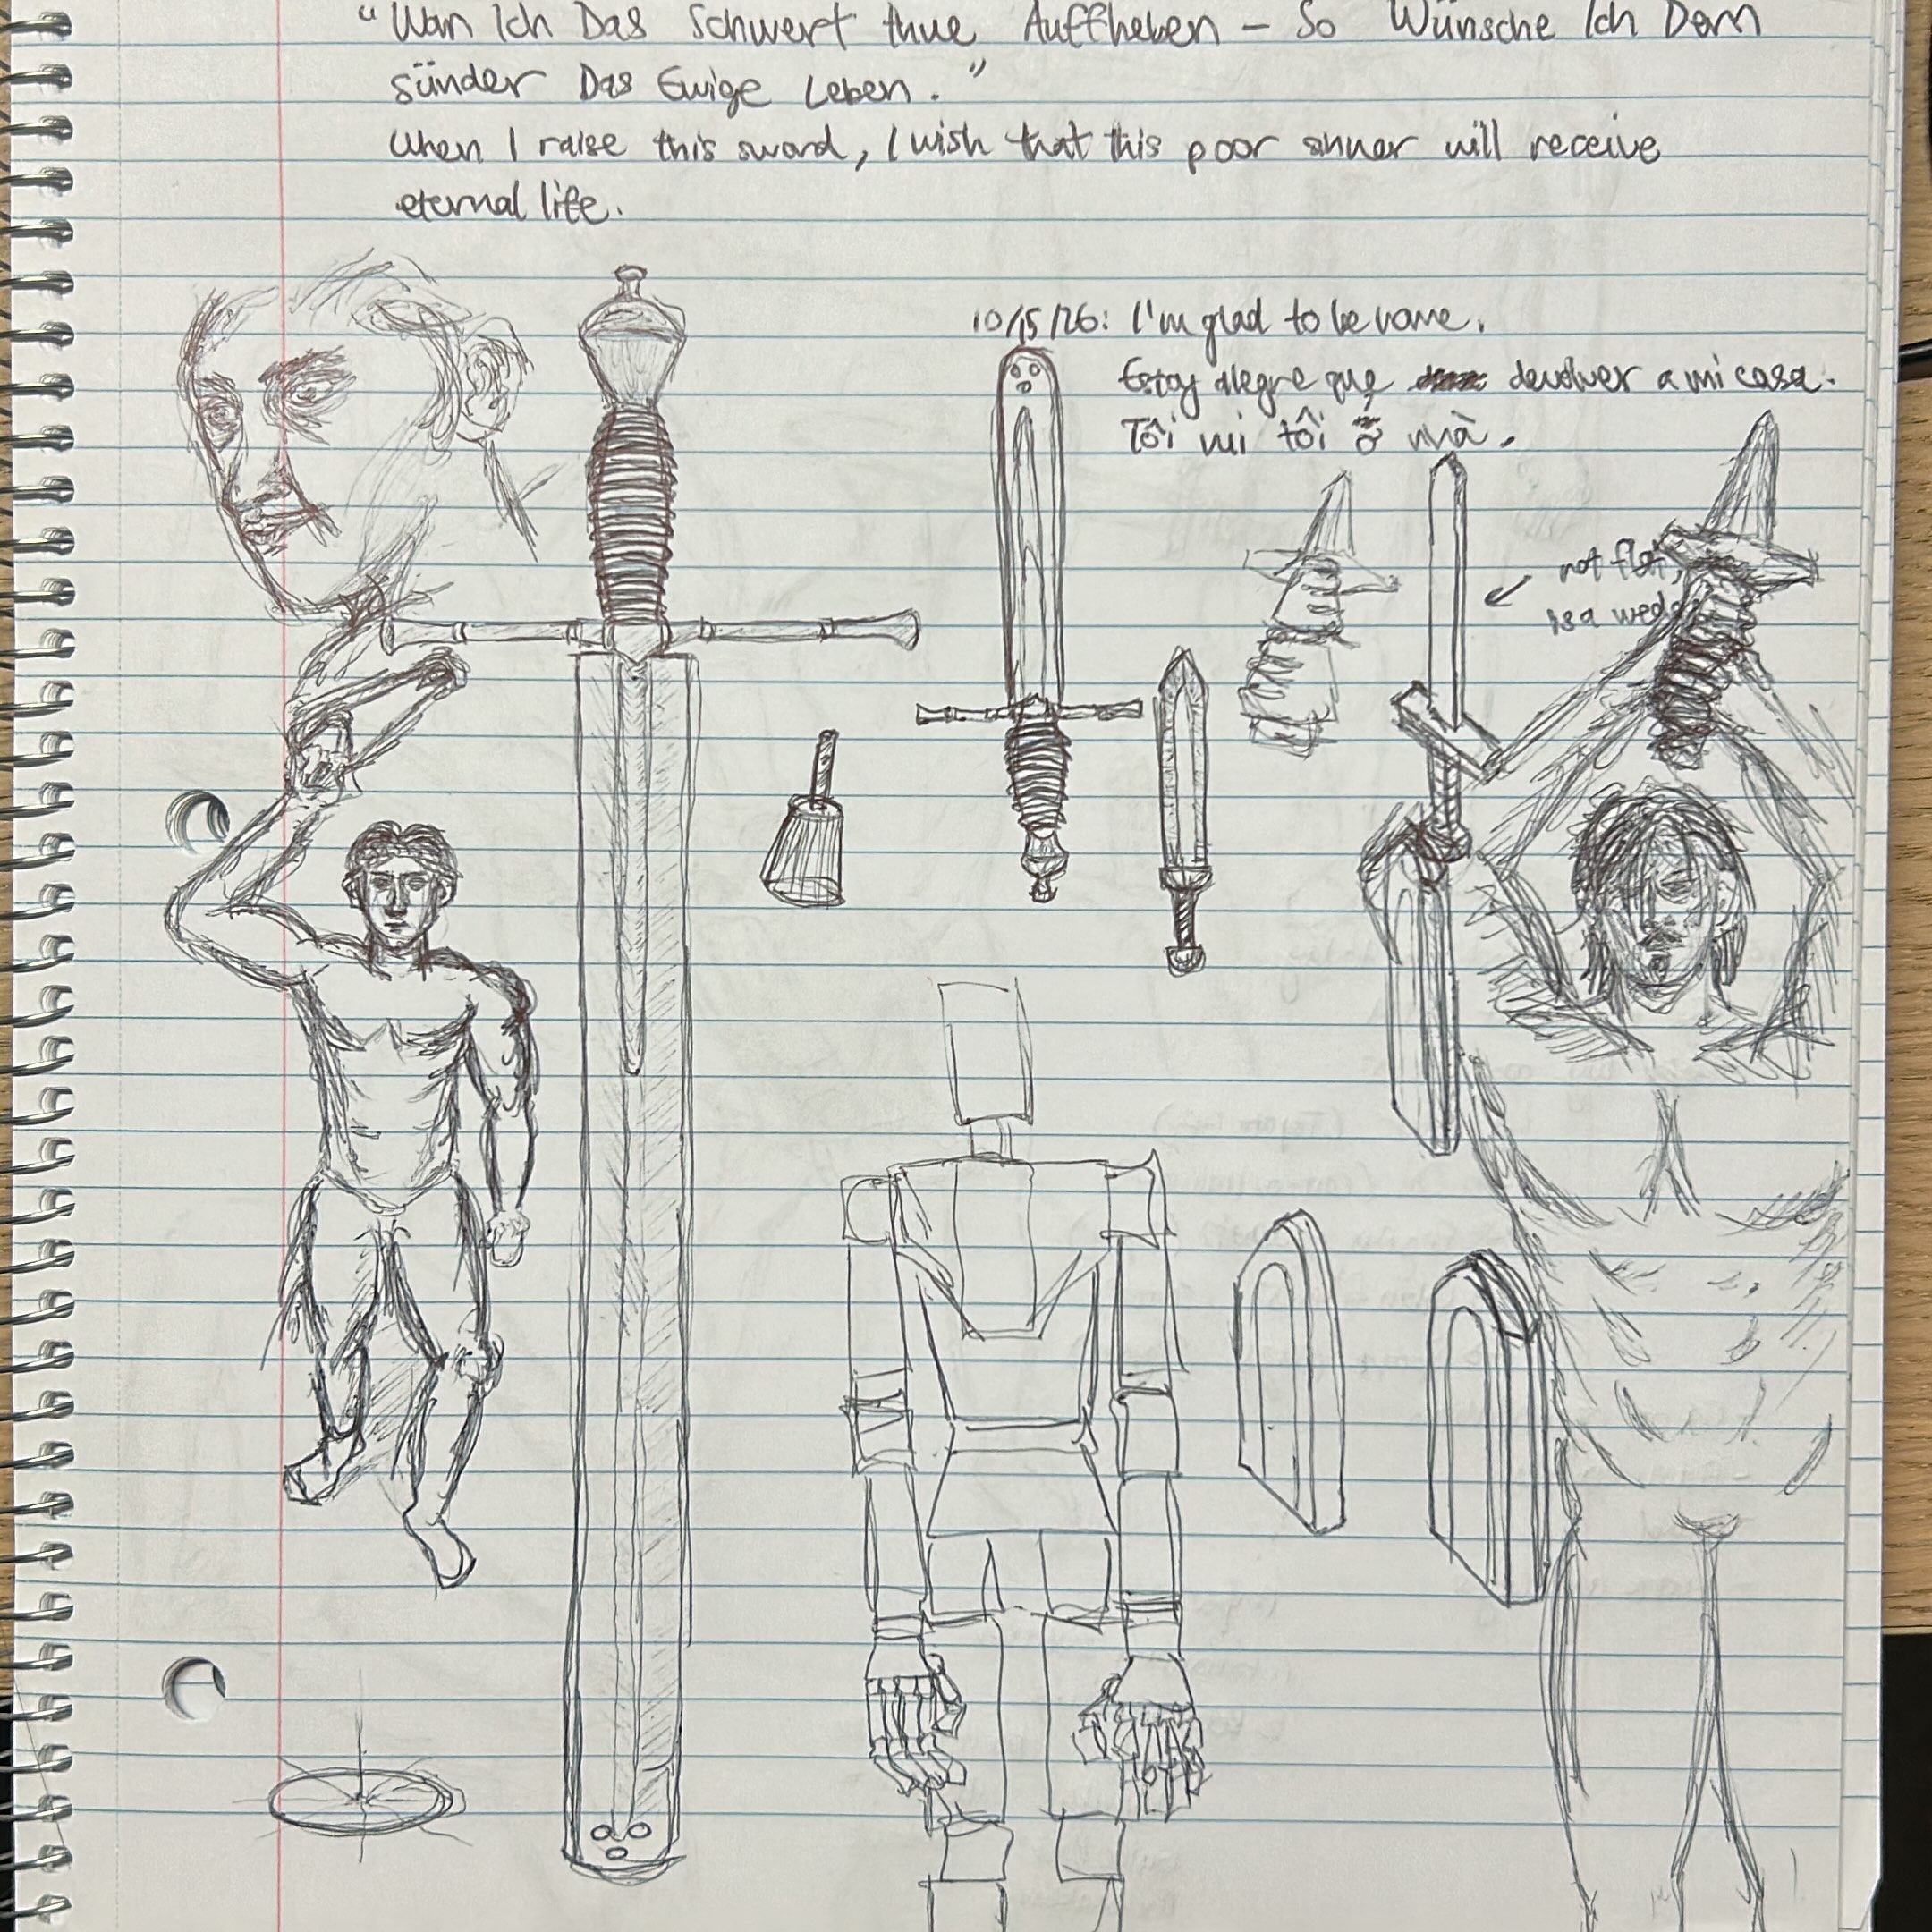 "Wan Ich Das Schwert thue Auffheben – So Wünsche Ich Dem
Sünder Das Ewige Leben."
When I raise this sword, I wish that this poor sinner will receive
eternal life.
10/15/26: I'm glad to be home.
Estoy alegre que devolver a mi casa.
Tôi tôi ở nhà.
not flat,
is a wedge